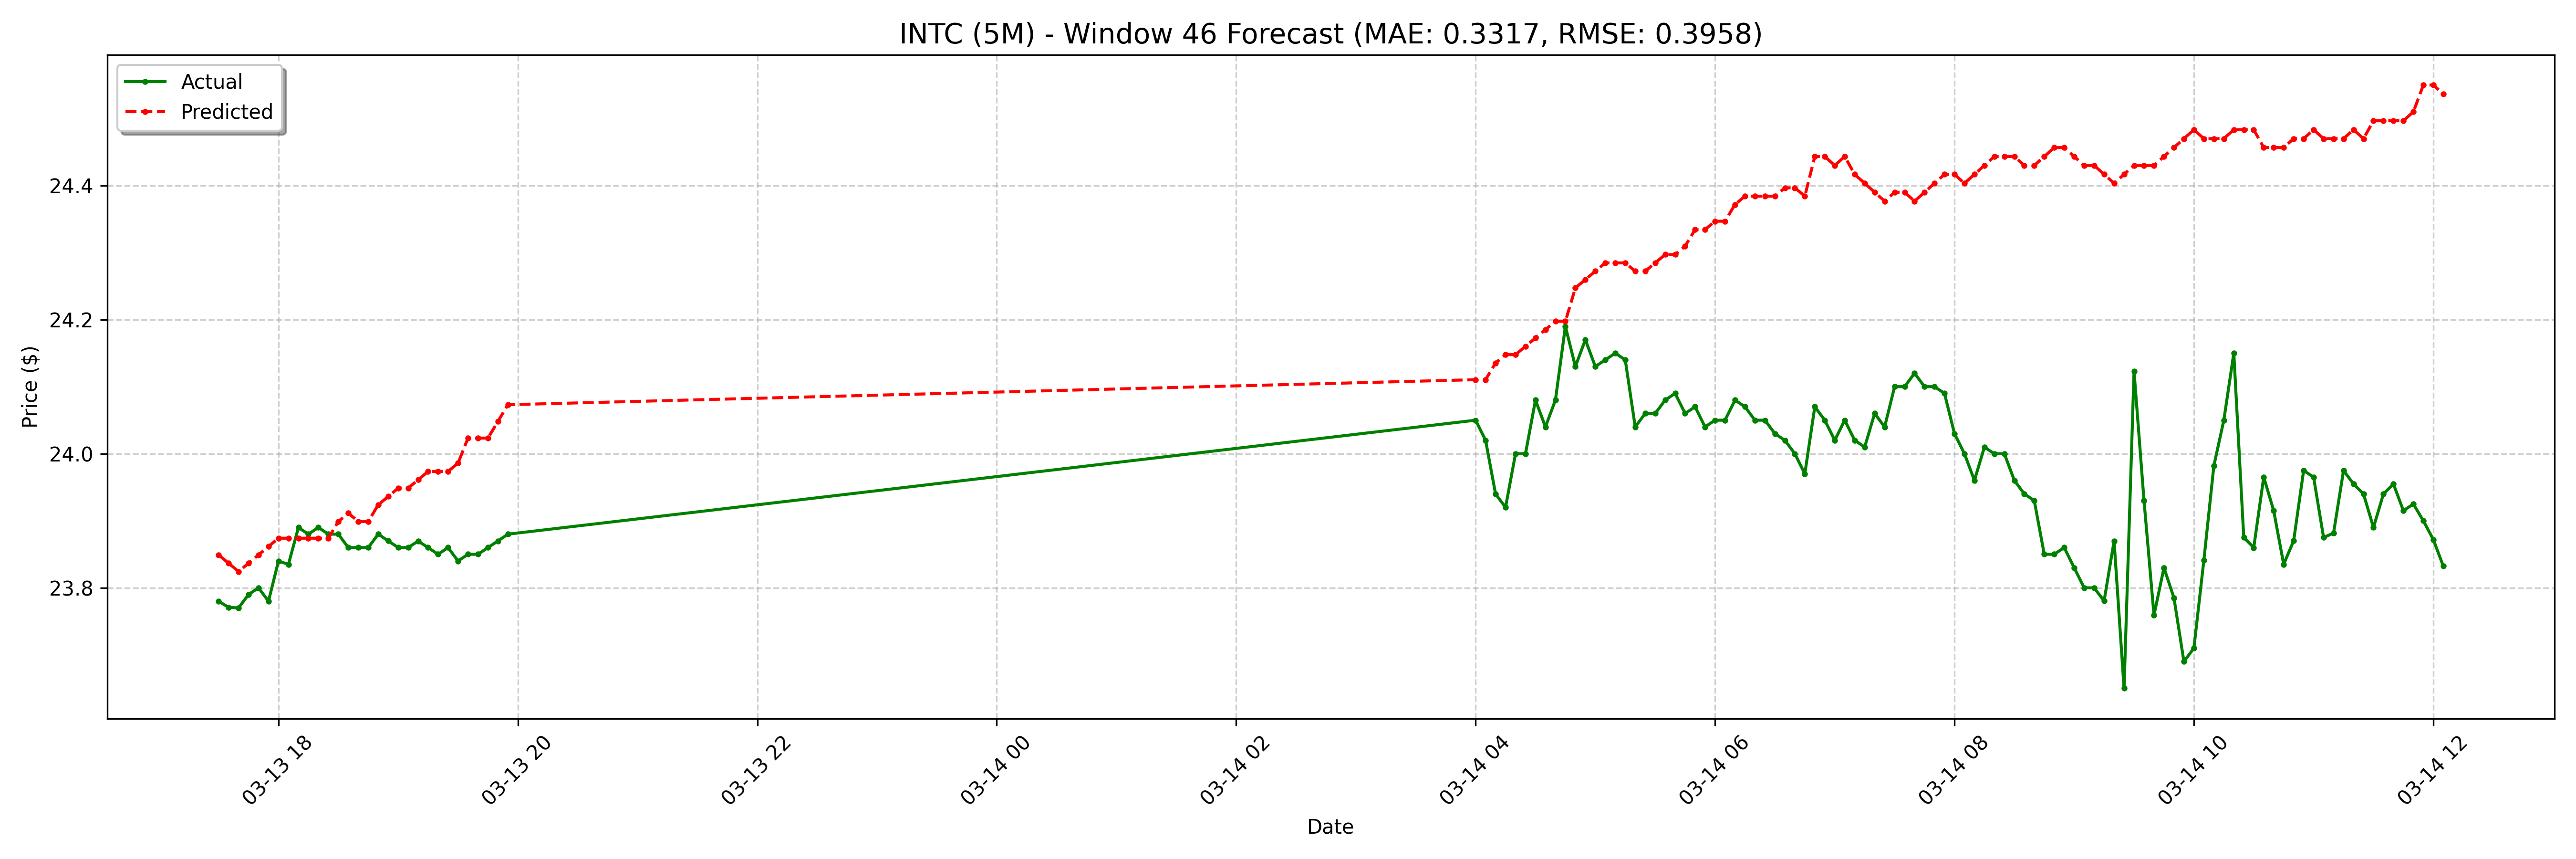 INTC (5M) - Window 46 Forecast (MAE: 0.3317, RMSE: 0.3958)
Actual
Predicted
Price ($)
24.4
24.2
24.0
23.8
03-13 18
03-13 20
03-13 22
03-14 00
03-14 02
03-14 04
03-14 06
03-14 08
03-14 10
03-14 12
Date